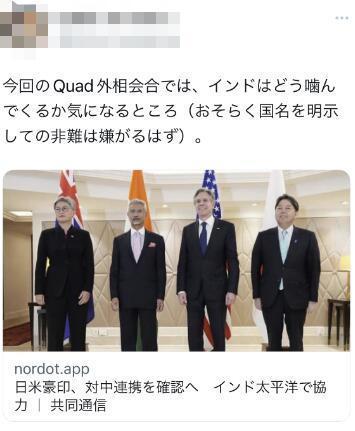 今回のQuad外相会合では、インドはどう噛ん
でくるか気になるところ（おそらく国名を明示
しての非難は嫌がるはず）。
nordot.app
日米豪印、対中連携を確認へ　インド太平洋で協
力 | 共同通信